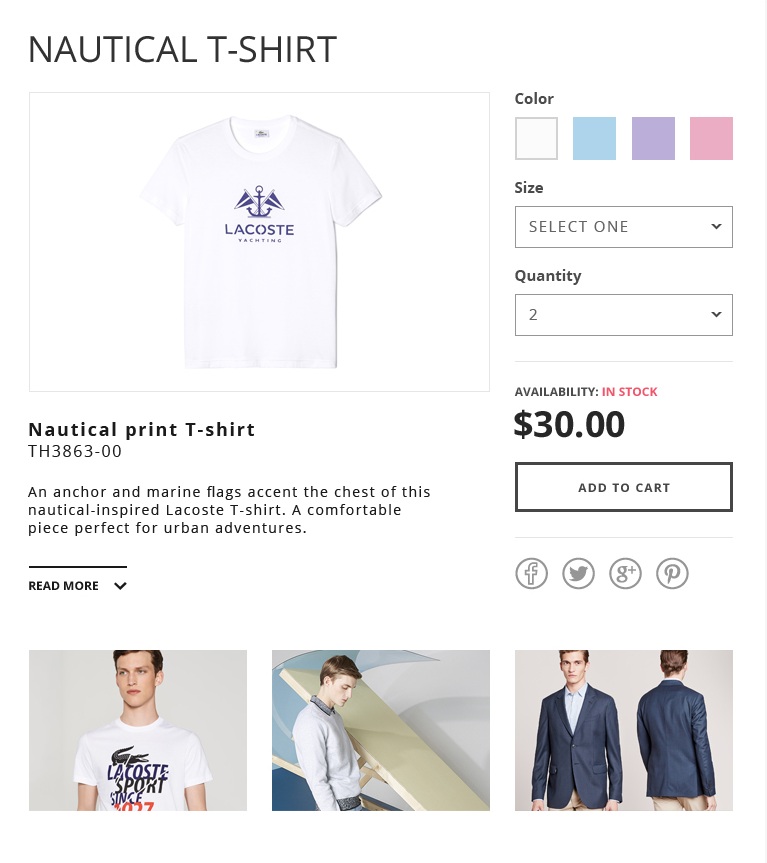 NAUTICAL T-SHIRT
LACOSTE
YACHTING
Color
Size
SELECT ONE
Quantity
2
AVAILABILITY: IN STOCK
$30.00
ADD TO CART
Nautical print T-shirt
TH3863-00
An anchor and marine flags accent the chest of this
nautical-inspired Lacoste T-shirt. A comfortable
piece perfect for urban adventures.
READ MORE
LACOSTE
SPORT
SINCE
1927